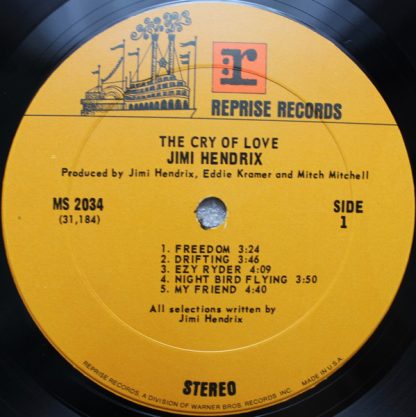 r
REPRISE RECORDS
THE CRY OF LOVE
JIMI HENDRIX
Produced by Jimi Hendrix, Eddie Kramer and Mitch Mitchell
MS 2034
(31,184)
SIDE
1
1. FREEDOM 3:24
2. DRIFTING 3:46
3. EZY RYDER 4:09
4. NIGHT BIRD FLYING 3:50
5. MY FRIEND 4:40
All selections written by
Jimi Hendrix
STEREO
REPRISE RECORDS, A DIVISION OF WARNER BROS. RECORDS INC.
MADE IN U.S.A.